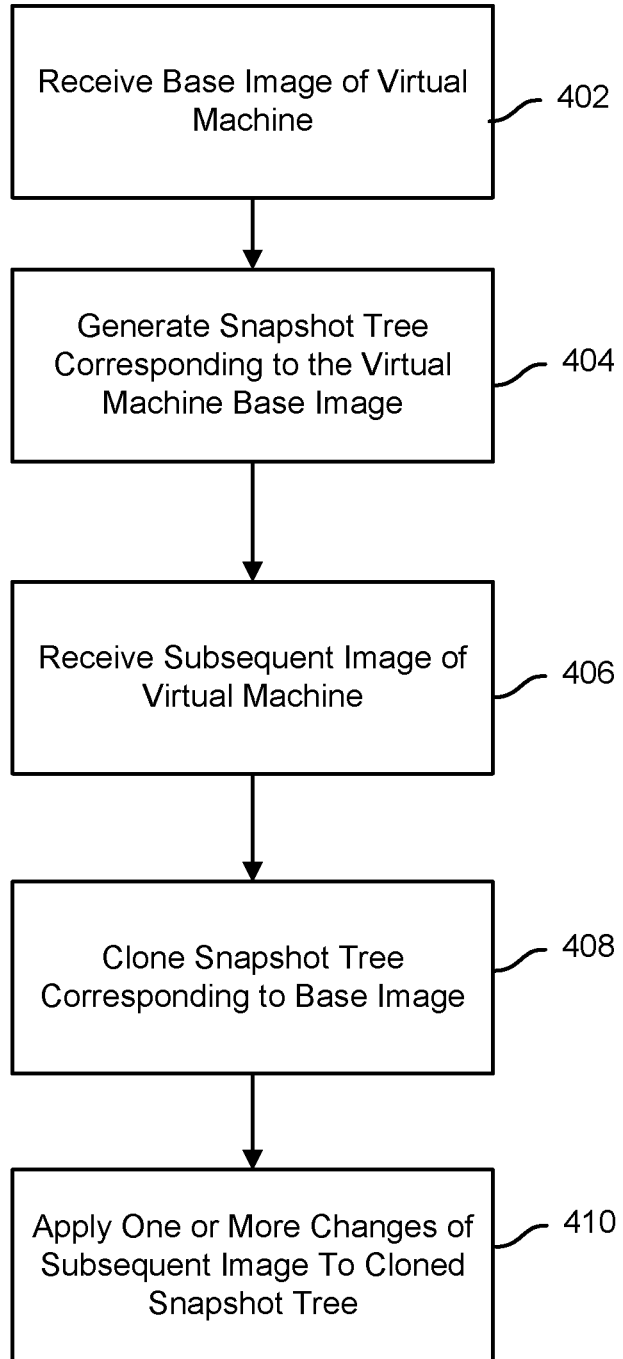 Receive Base Image of Virtual
Machine
402
Generate Snapshot Tree
Corresponding to the Virtual
Machine Base Image
404
Receive Subsequent Image of
Virtual Machine
406
Clone Snapshot Tree
Corresponding to Base Image
408
Apply One or More Changes of
Subsequent Image To Cloned
Snapshot Tree
410